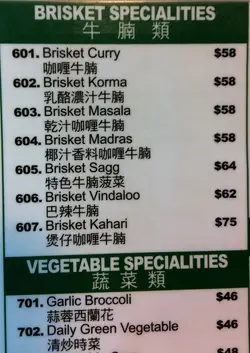 BRISKET SPECIALITIES
牛腩類
601. Brisket Curry $58
咖喱牛腩
602. Brisket Korma $58
乳酪濃汁牛腩
603. Brisket Masala $58
乾汁咖喱牛腩
604. Brisket Madras $58
椰汁香料咖喱牛腩
605. Brisket Sagg $64
特色牛腩菠菜
606. Brisket Vindaloo $62
巴辣牛腩
607. Brisket Kahari $75
煲仔咖喱牛腩
VEGETABLE SPECIALITIES
蔬菜類
701. Garlic Broccoli $46
蒜蓉西蘭花
702. Daily Green Vegetable $46
清炒時菜
$48